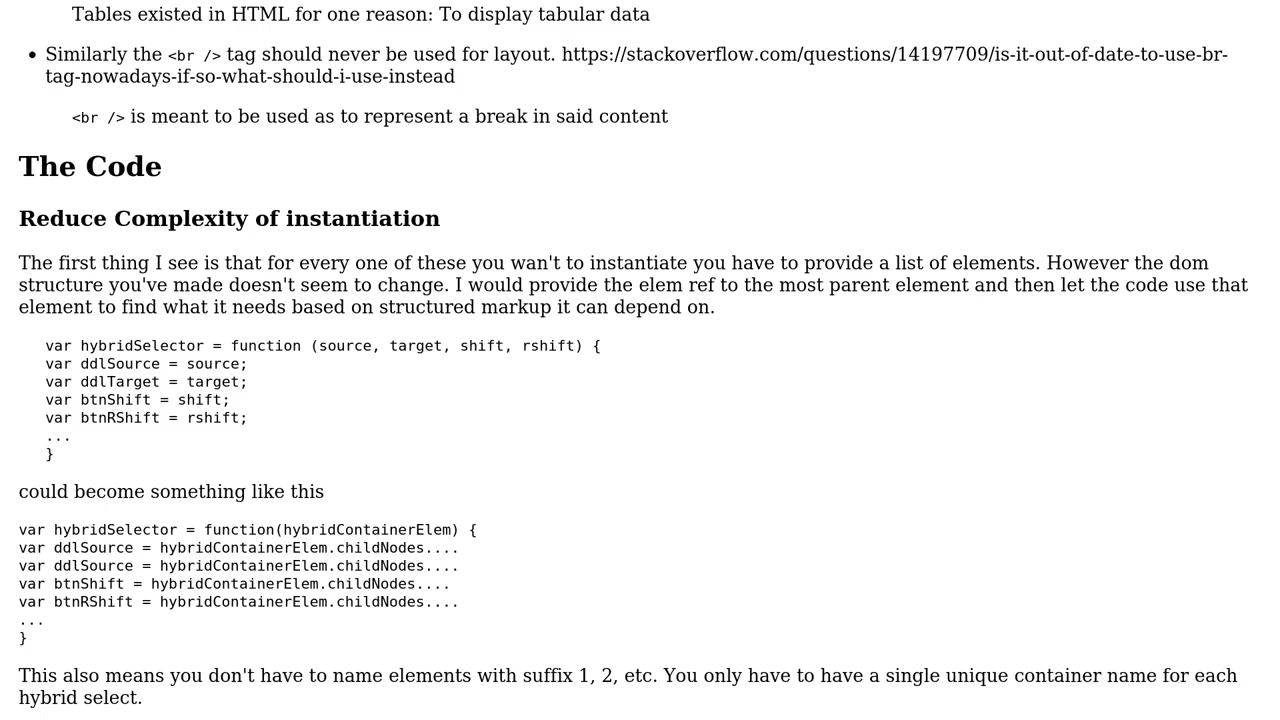 Tables existed in HTML for one reason: To display tabular data
• Similarly the <br /> tag should never be used for layout. https://stackoverflow.com/questions/14197709/is-it-out-of-date-to-use-br-
tag-nowadays-if-so-what-should-i-use-instead
<br /> is meant to be used as to represent a break in said content
The Code
Reduce Complexity of instantiation
The first thing I see is that for every one of these you wan't to instantiate you have to provide a list of elements. However the dom
structure you've made doesn't seem to change. I would provide the elem ref to the most parent element and then let the code use that
element to find what it needs based on structured markup it can depend on.
var hybridSelector = function (source, target, shift, rshift) {
var ddlSource = source;
var ddlTarget = target;
var btnShift = shift;
var btnRShift = rshift;
...
}
could become something like this
var hybridSelector = function(hybridContainerElem) {
var ddlSource = hybridContainerElem.childNodes....
var ddlSource = hybridContainerElem.childNodes....
var btnShift = hybridContainerElem.childNodes....
var btnRShift = hybridContainerElem.childNodes....
...
}
This also means you don't have to name elements with suffix 1, 2, etc. You only have to have a single unique container name for each
hybrid select.